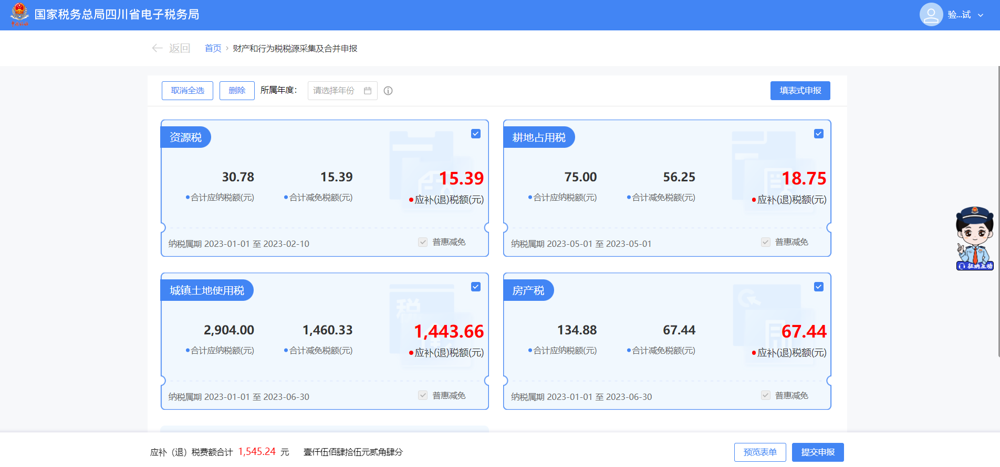 国家税务总局四川省电子税务局
验...试
返回 首页 › 财产和行为税税源采集及合并申报
取消全选 删除 所属年度: 请选择年份 填表式申报
资源税
30.78 15.39 15.39
合计应纳税额(元) 合计减免税额(元) 应补(退)税额(元)
纳税属期 2023-01-01 至 2023-02-10 普惠减免
耕地占用税
75.00 56.25 18.75
合计应纳税额(元) 合计减免税额(元) 应补(退)税额(元)
纳税属期 2023-05-01 至 2023-05-01 普惠减免
城镇土地使用税
2,904.00 1,460.33 1,443.66
合计应纳税额(元) 合计减免税额(元) 应补(退)税额(元)
纳税属期 2023-01-01 至 2023-06-30 普惠减免
房产税
134.88 67.44 67.44
合计应纳税额(元) 合计减免税额(元) 应补(退)税额(元)
纳税属期 2023-01-01 至 2023-06-30 普惠减免
征纳互动
应补（退）税费额合计 1,545.24 元 壹仟伍佰肆拾伍元贰角肆分
预览表单 提交申报